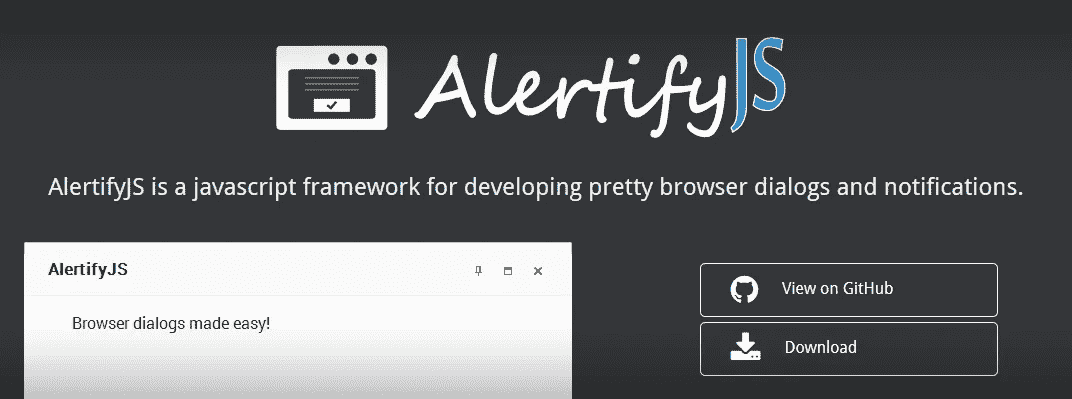 AlertifyJS
AlertifyJS is a javascript framework for developing pretty browser dialogs and notifications.
AlertifyJS
Browser dialogs made easy!
View on GitHub
Download